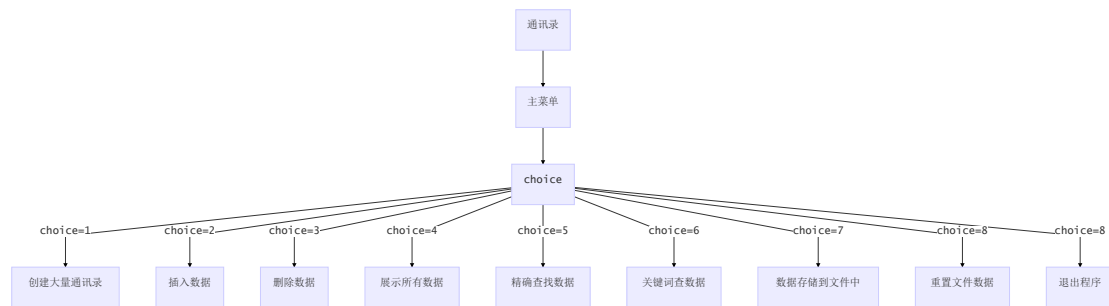 通讯录
主菜单
choice
choice=1 choice=2 choice=3 choice=4 choice=5 choice=6 choice=7 choice=8 choice=8
创建大量通讯录 插入数据 删除数据 展示所有数据 精确查找数据 关键词查数据 数据存储到文件中 重置文件数据 退出程序